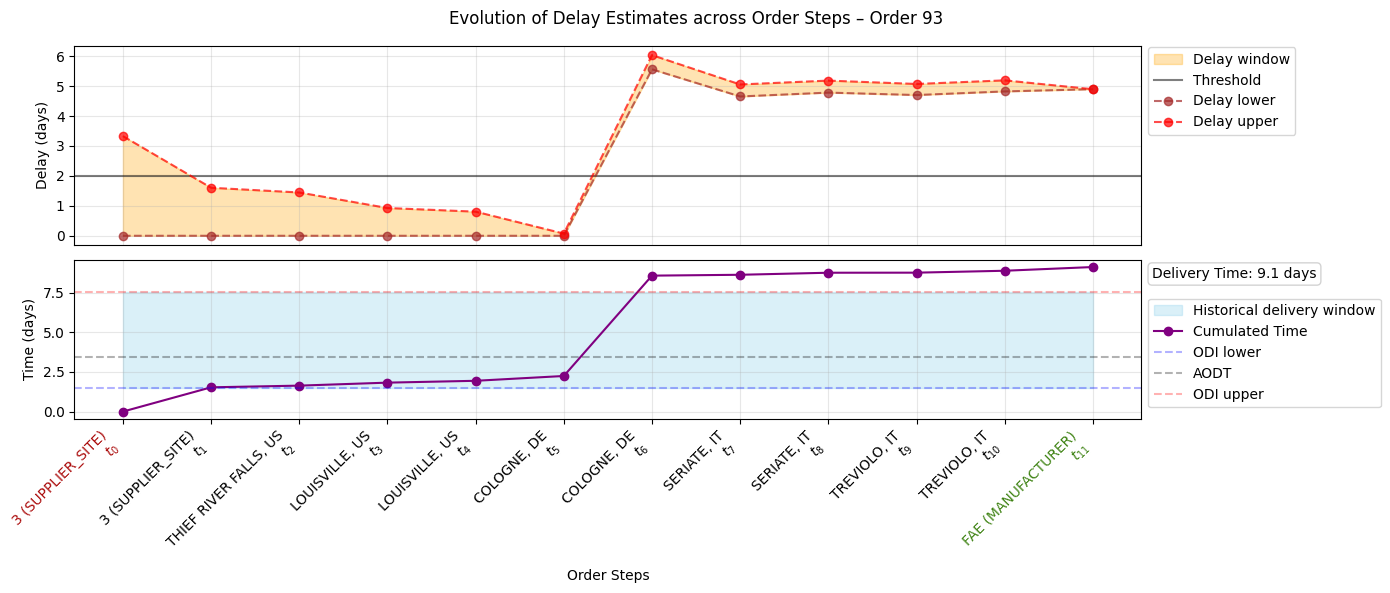 Evolution of Delay Estimates across Order Steps – Order 93
Delay (days)
6
5
4
3
2
1
0
Delay window
Threshold
Delay lower
Delay upper
Time (days)
7.5
5.0
2.5
0.0
Delivery Time: 9.1 days
Historical delivery window
Cumulated Time
ODI lower
AODT
ODI upper
3 (SUPPLIER_SITE)
t0
3 (SUPPLIER_SITE)
t1
THIEF RIVER FALLS, US
t2
LOUISVILLE, US
t3
LOUISVILLE, US
t4
COLOGNE, DE
t5
COLOGNE, DE
t6
SERIATE, IT
t7
SERIATE, IT
t8
TREVIOLO, IT
t9
TREVIOLO, IT
t10
FAE (MANUFACTURER)
t11
Order Steps